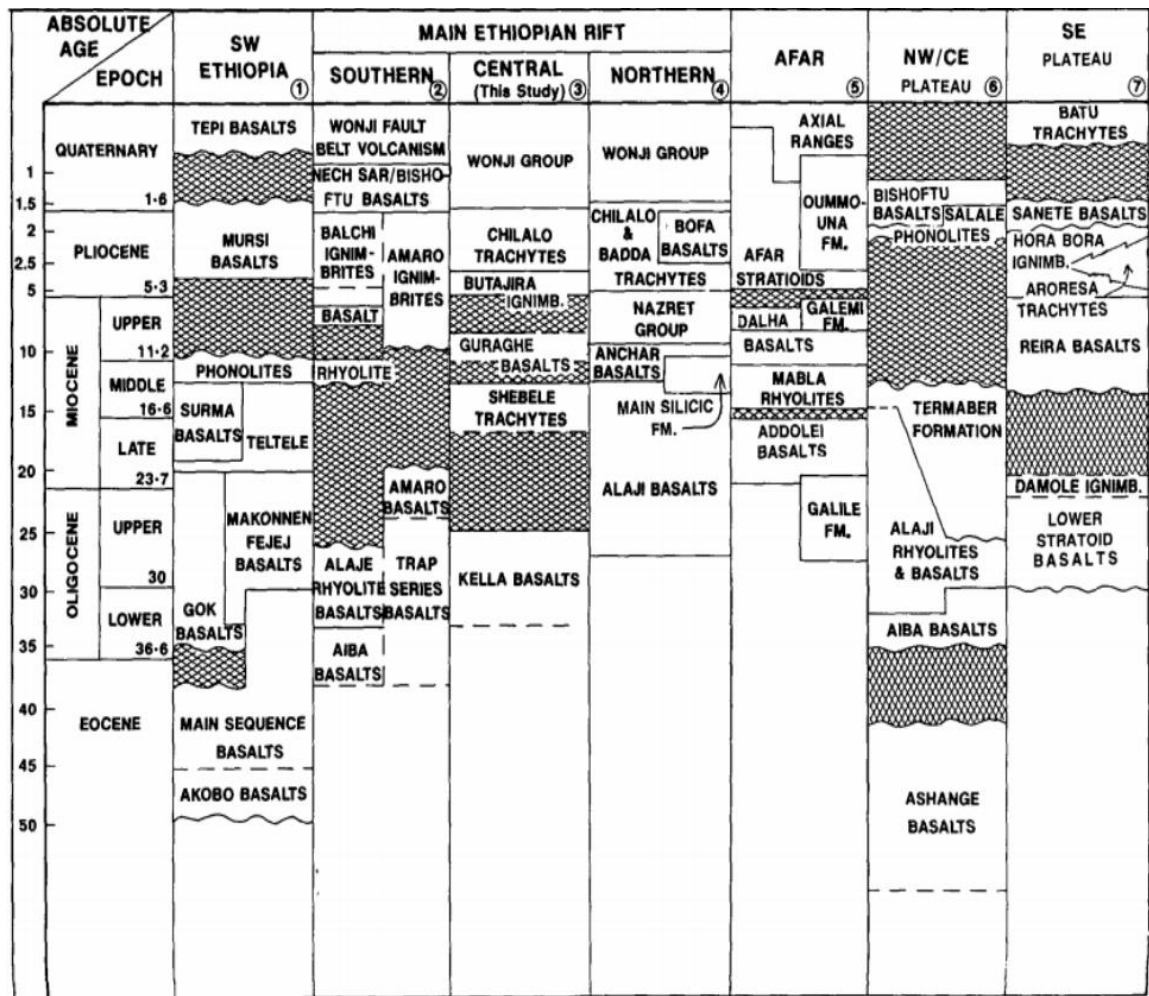 ABSOLUTE
AGE
EPOCH
SW
ETHIOPIA
1
MAIN ETHIOPIAN RIFT
SOUTHERN
2
CENTRAL
(This Study) 3
NORTHERN
4
AFAR
5
NW/CE
PLATEAU 6
SE
PLATEAU
7
1
1.5
2
2.5
5
10
15
20
25
30
35
40
45
50
QUATERNARY
1·6
PLIOCENE
5·3
MIOCENE
UPPER
11·2
MIDDLE
16·6
LATE
23·7
OLIGOCENE
UPPER
30
LOWER
36·6
EOCENE
TEPI BASALTS
MURSI
BASALTS
PHONOLITES
SURMA
BASALTS
TELTELE
MAKONNEN
FEJEJ
BASALTS
GOK
BASALTS
MAIN SEQUENCE
BASALTS
AKOBO BASALTS
WONJI FAULT
BELT VOLCANISM
NECH SAR/BISHO-
FTU BASALTS
BALCHI
IGNIM-
BRITES
AMARO
IGNIM-
BRITES
BASALT
RHYOLITE
AMARO
BASALTS
ALAJE
RHYOLITE
BASALTS
TRAP
SERIES
BASALTS
AIBA
BASALTS
WONJI GROUP
CHILALO
TRACHYTES
BUTAJIRA
IGNIMB.
GURAGHE
BASALTS
SHEBELE
TRACHYTES
KELLA BASALTS
WONJI GROUP
CHILALO
&
BADDA
TRACHYTES
BOFA
BASALTS
NAZRET
GROUP
ANCHAR
BASALTS
MAIN SILICIC
FM.
ALAJI BASALTS
AXIAL
RANGES
OUMMO-
UNA
FM.
AFAR
STRATIOIDS
DALHA
BASALTS
GALEMI
FM.
MABLA
RHYOLITES
ADDOLEI
BASALTS
GALILE
FM.
BISHOFTU
BASALTS
SALALE
PHONOLITES
TERMABER
FORMATION
ALAJI
RHYOLITES
& BASALTS
AIBA BASALTS
ASHANGE
BASALTS
BATU
TRACHYTES
SANETE BASALTS
HORA BORA
IGNIMB.
ARORESA
TRACHYTES
REIRA BASALTS
DAMOLE IGNIMB.
LOWER
STRATOID
BASALTS